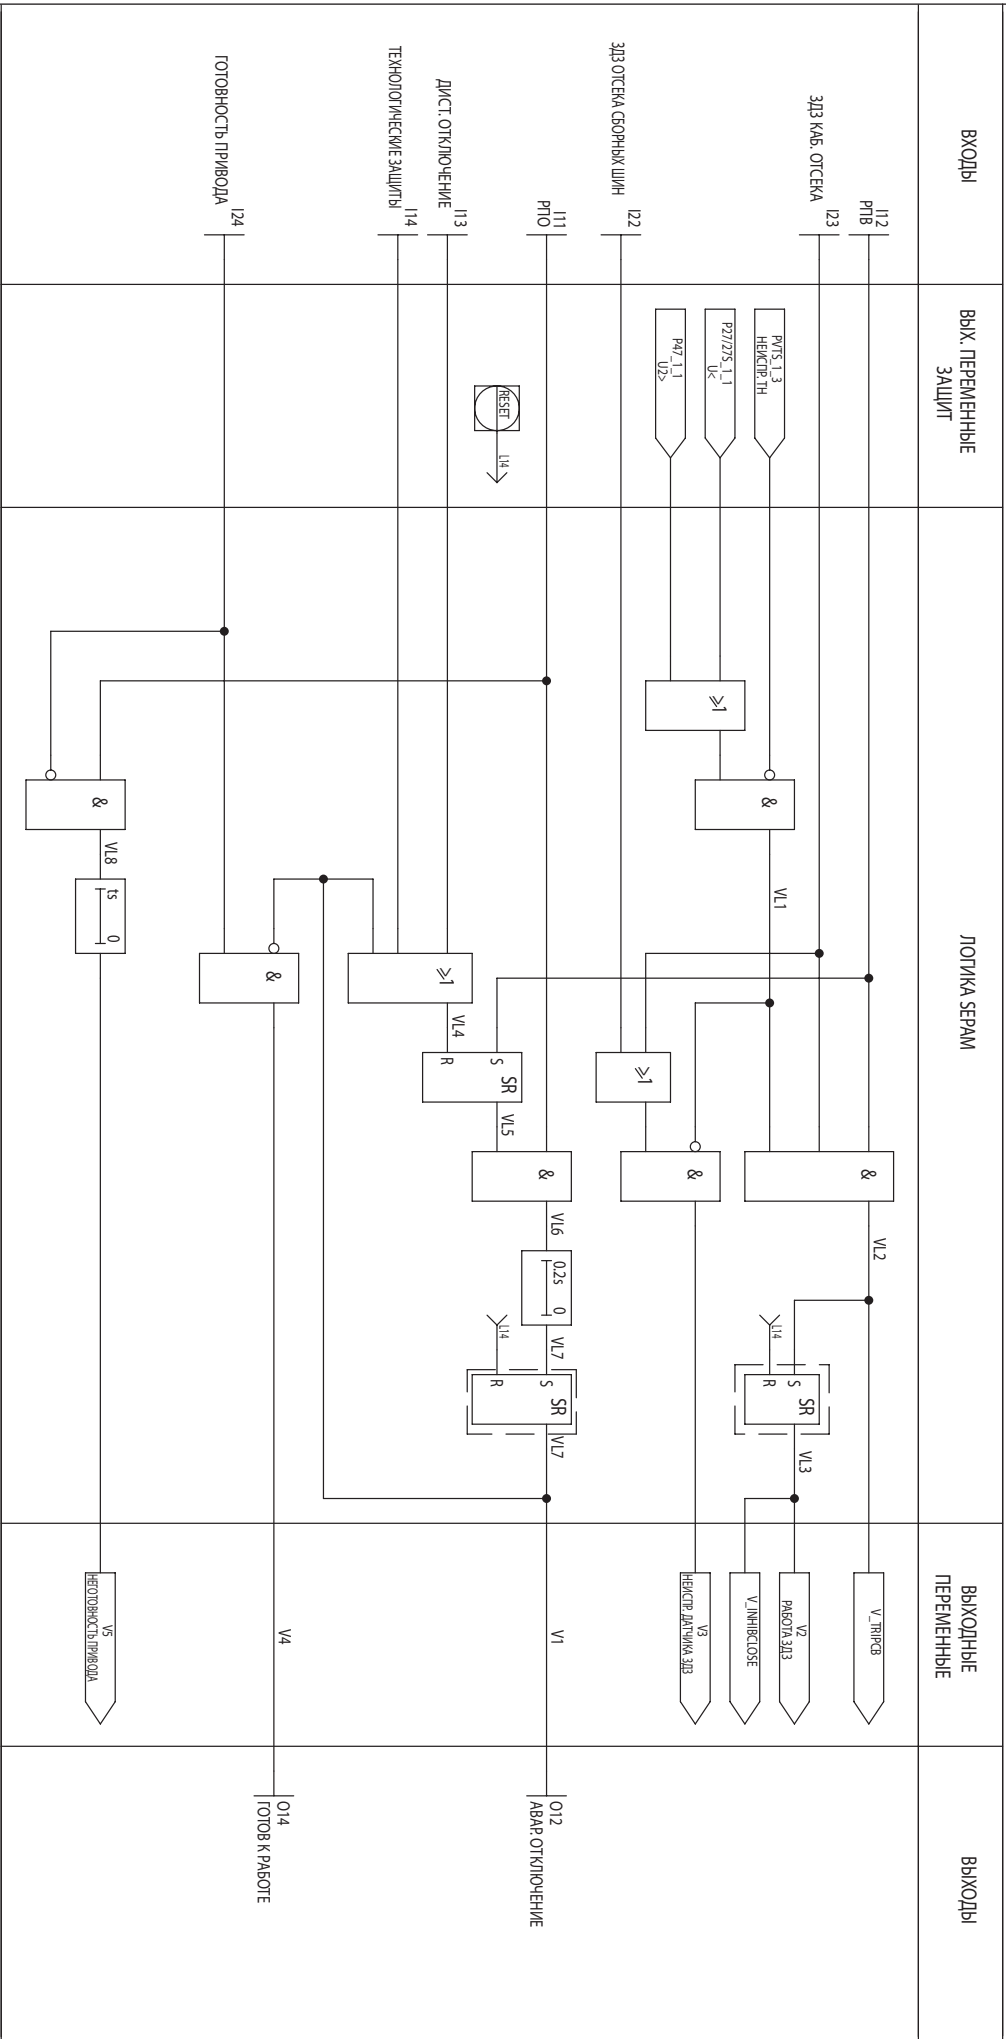 ВХОДЫ
ВЫХ. ПЕРЕМЕННЫЕ
ЗАЩИТ
ЛОГИКА SEPAM
ВЫХОДНЫЕ
ПЕРЕМЕННЫЕ
ВЫХОДЫ
I12
РПВ
ЗДЗ КАБ. ОТСЕКА
I23
ЗДЗ ОТСЕКА СБОРНЫХ ШИН
I22
I11
РПО
ДИСТ. ОТКЛЮЧЕНИЕ
I13
ТЕХНОЛОГИЧЕСКИЕ ЗАЩИТЫ
I14
ГОТОВНОСТЬ ПРИВОДА
I24
PVTS_1_3
НЕИСПР. ТН
P27/27S_1_1
U<
P47_1_1
U2>
RESET
L14
≥1
&
VL1
&
VL2
L14
S
R
SR
VL3
≥1
&
&
VL6
0.2s
0
VL7
L14
S
R
SR
VL7
≥1
VL4
S
R
SR
VL5
&
&
VL8
ts
0
V_TRIPCB
V2
РАБОТА ЗДЗ
V_INHIBCLOSE
V3
НЕИСПР. ДАТЧИКА ЗДЗ
V1
V4
V5
НЕГОТОВНОСТЬ ПРИВОДА
O12
АВАР. ОТКЛЮЧЕНИЕ
O14
ГОТОВ К РАБОТЕ